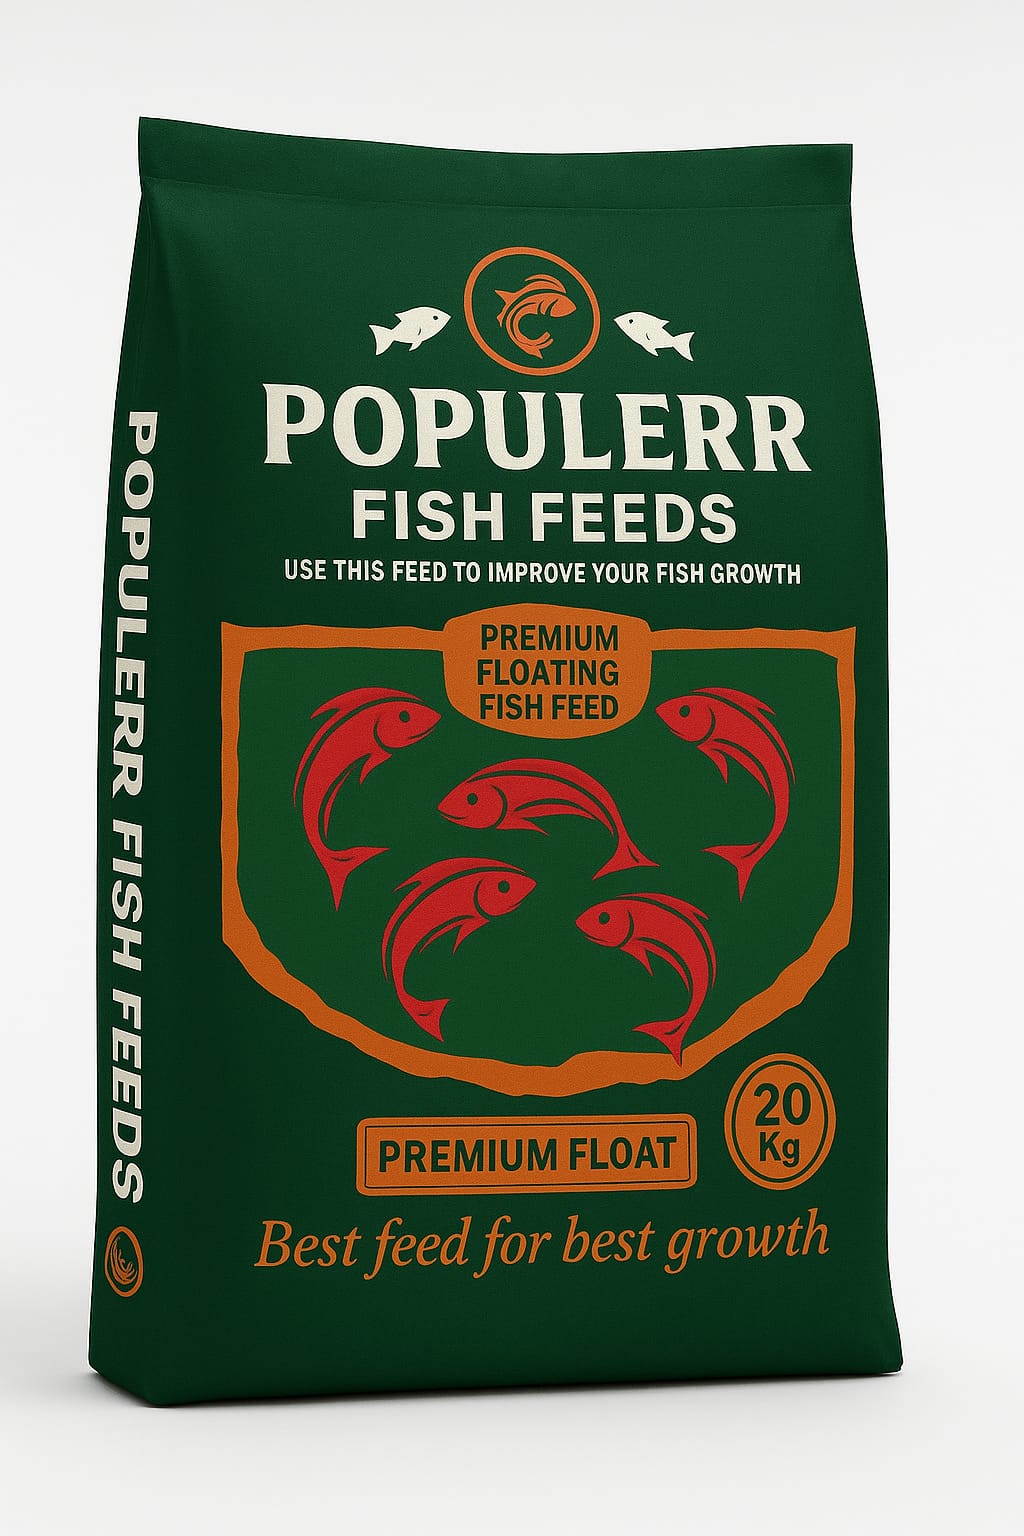 POPULERR
FISH FEEDS
USE THIS FEED TO IMPROVE YOUR FISH GROWTH
PREMIUM
FLOATING
FISH FEED
20
Kg
PREMIUM FLOAT
Best feed for best growth
POPULERR FISH FEEDS